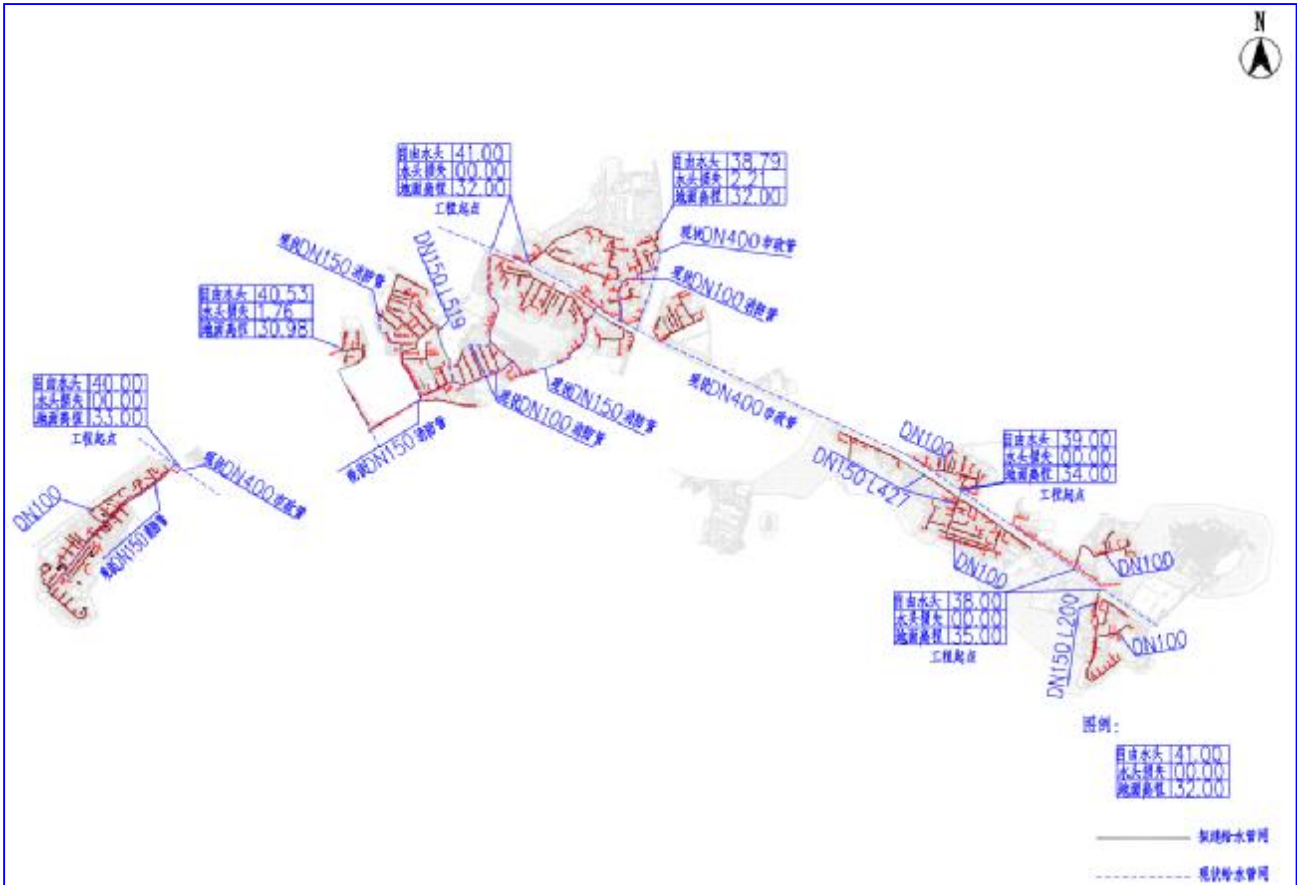 N
自由水头 41.00
水头损失 00.00
地面高程 32.00
工程起点
自由水头 38.79
水头损失 2.21
地面高程 32.00
现状DN400市政管
现状DN100消防管
现状DN150消防管
DN150 L519
自由水头 40.53
水头损失 1.76
地面高程 30.98
自由水头 40.00
水头损失 00.00
地面高程 33.00
工程起点
现状DN400市政管
DN100
现状DN150消防管
现状DN150消防管
现状DN100消防管
现状DN150消防管
现状DN400市政管
DN100
DN150 L427
自由水头 39.00
水头损失 00.00
地面高程 34.00
工程起点
DN100
DN100
自由水头 38.00
水头损失 00.00
地面高程 35.00
工程起点
DN150 L200
DN100
图例:
自由水头 41.00
水头损失 00.00
地面高程 32.00
拟建给水管网
现状给水管网